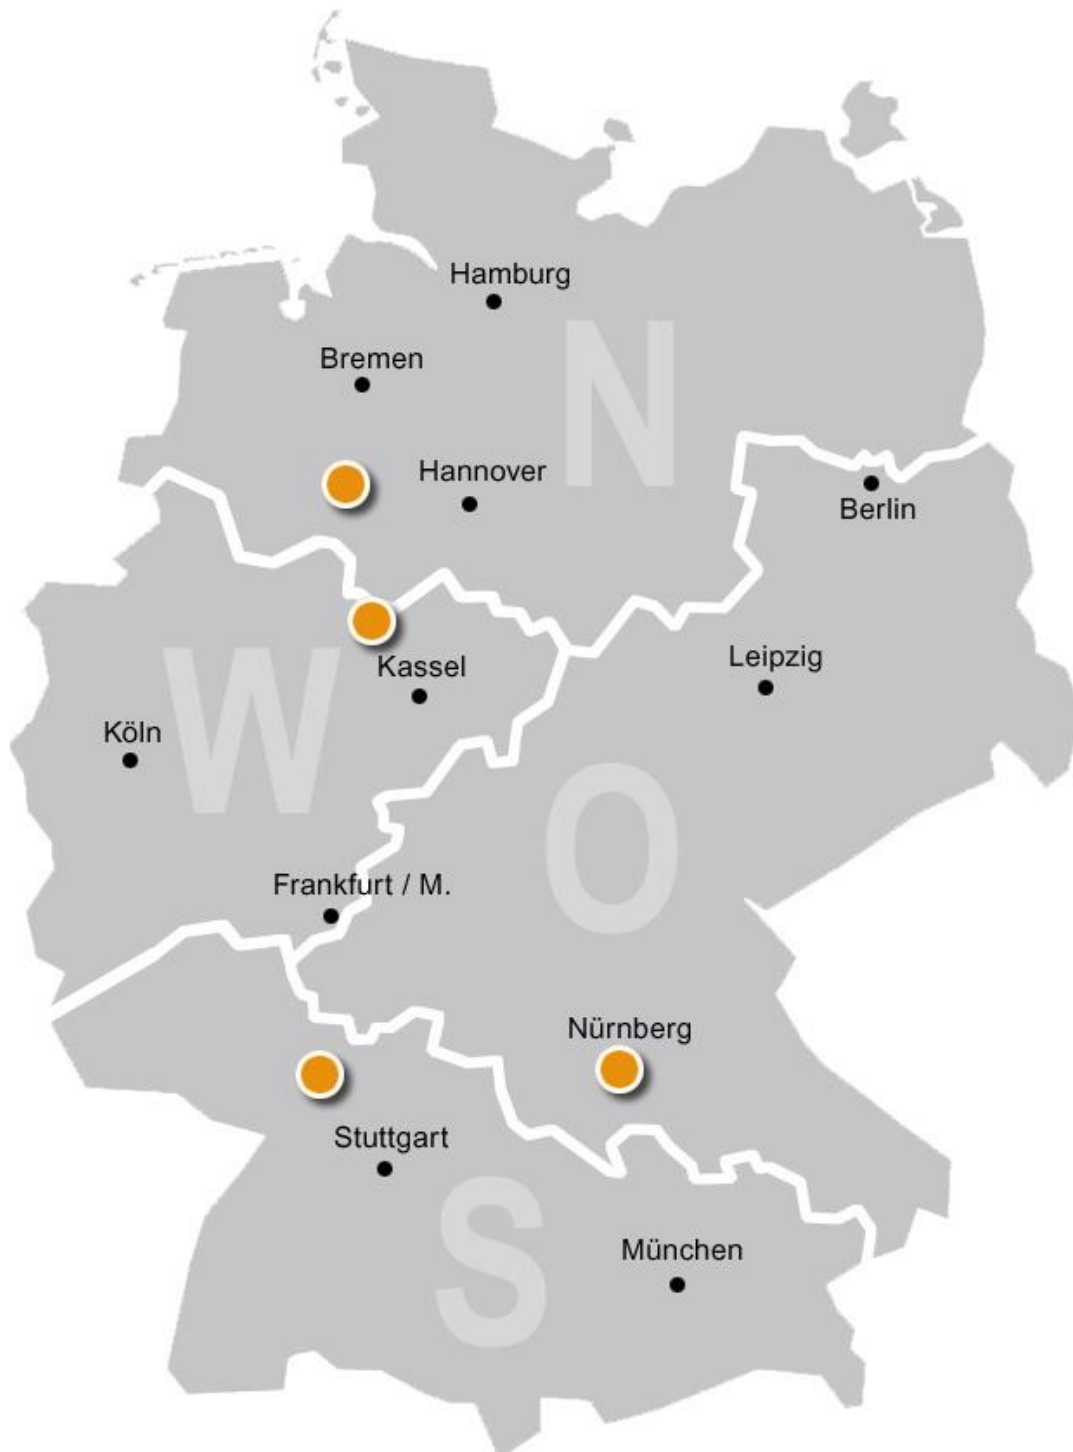 Hamburg
N
Bremen
Hannover
Berlin
W
Kassel
Leipzig
Köln
O
Frankfurt / M.
Nürnberg
Stuttgart
S
München